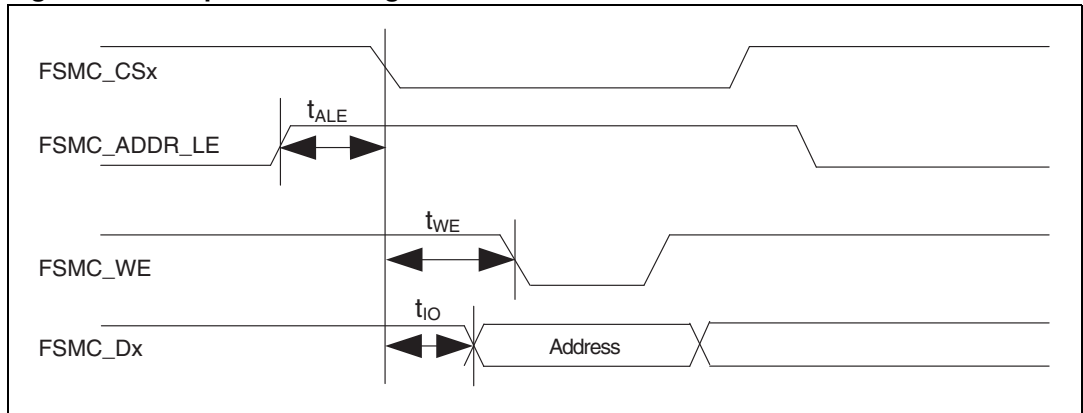 FSMC_CSx
tALE
FSMC_ADDR_LE
tWE
FSMC_WE
tIO
FSMC_Dx
Address